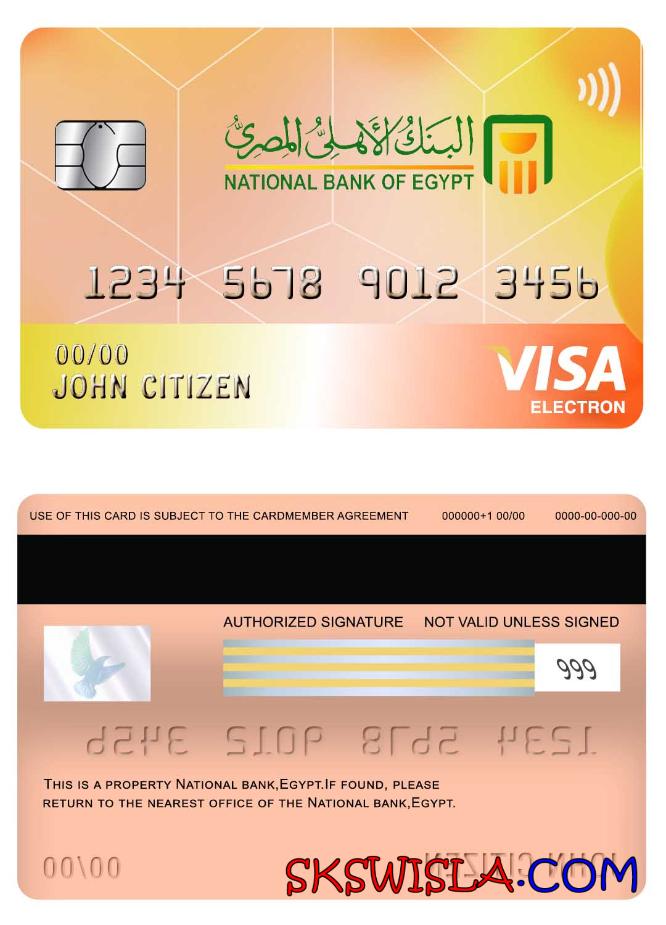 البنك الأهلي المصري
NATIONAL BANK OF EGYPT
1234 5678 9012 3456
00/00
JOHN CITIZEN
VISA
ELECTRON
USE OF THIS CARD IS SUBJECT TO THE CARDMEMBER AGREEMENT 000000+1 00/00 0000-00-000-00
AUTHORIZED SIGNATURE NOT VALID UNLESS SIGNED
999
1234 5678 9012 3456
THIS IS A PROPERTY NATIONAL BANK,EGYPT.IF FOUND, PLEASE
RETURN TO THE NEAREST OFFICE OF THE NATIONAL BANK,EGYPT.
00/00 JOHN CITIZEN
SKSWISLA.COM